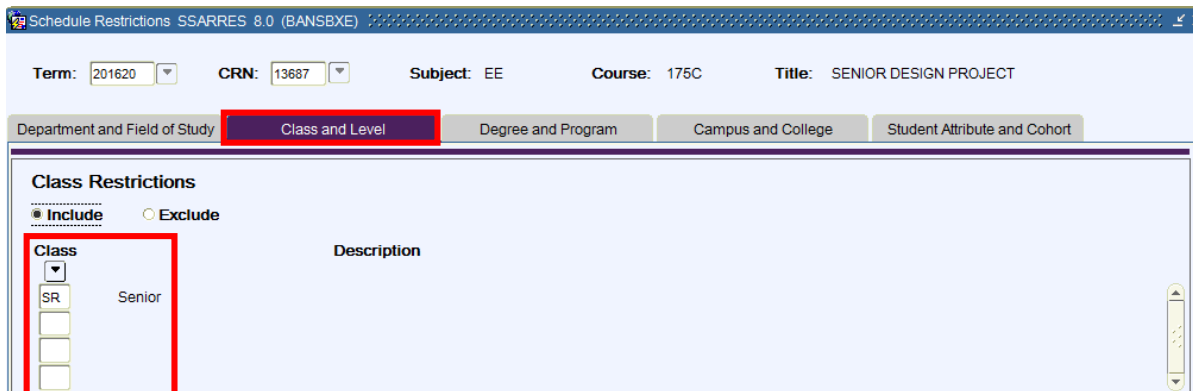 Schedule Restrictions SSARRES 8.0 (BANSBXE)
Term: 201620 CRN: 13687 Subject: EE Course: 175C Title: SENIOR DESIGN PROJECT
Department and Field of Study Class and Level Degree and Program Campus and College Student Attribute and Cohort
Class Restrictions
Include Exclude
Class Description
SR Senior